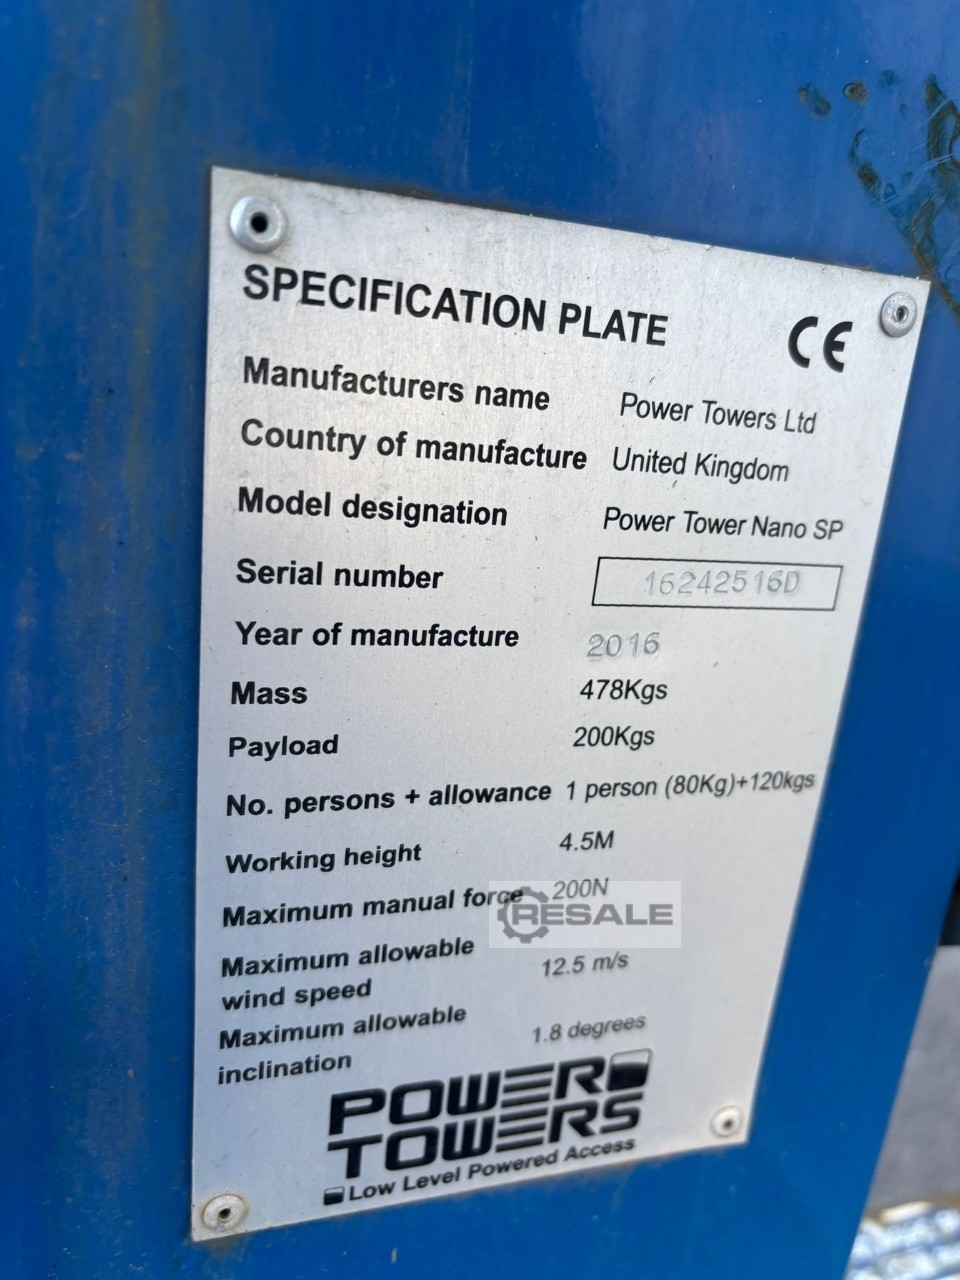 SPECIFICATION PLATE
CE
Manufacturers name Power Towers Ltd
Country of manufacture United Kingdom
Model designation Power Tower Nano SP
Serial number 16242516D
Year of manufacture 2016
Mass 478Kgs
Payload 200Kgs
No. persons + allowance 1 person (80Kg)+120kgs
Working height 4.5M
Maximum manual force 200N
RESALE
Maximum allowable
wind speed 12.5 m/s
Maximum allowable
inclination 1.8 degrees
POWER
TOWERS
Low Level Powered Access